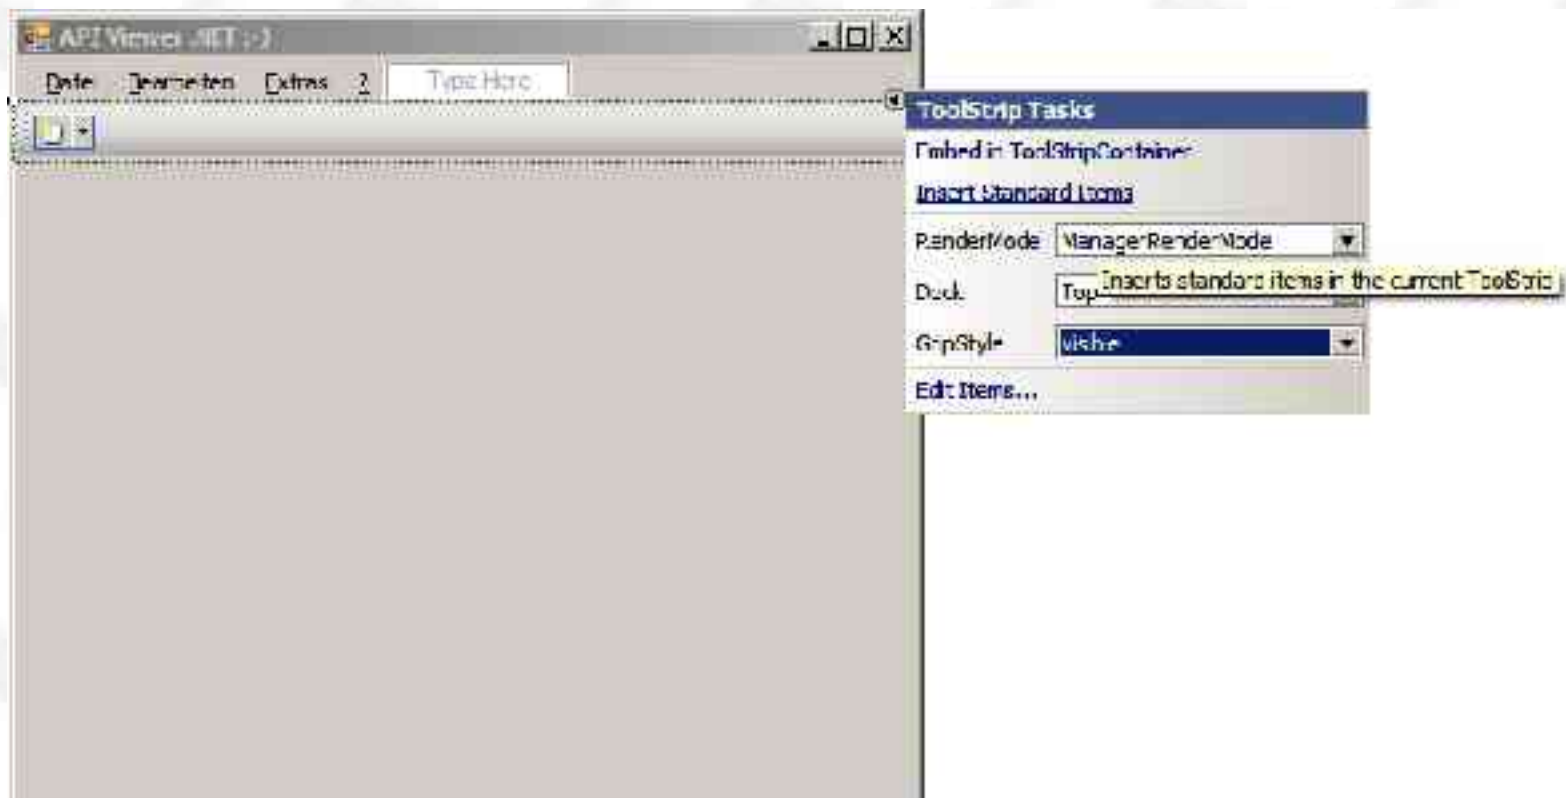 API Viewer .NET :-)
Datei Bearbeiten Extras ? Type Here
ToolStrip Tasks
Embed in ToolStripContainer
Insert Standard Items
RenderMode ManagerRenderMode
Inserts standard items in the current ToolStrip
Dock Top
GripStyle Visible
Edit Items...